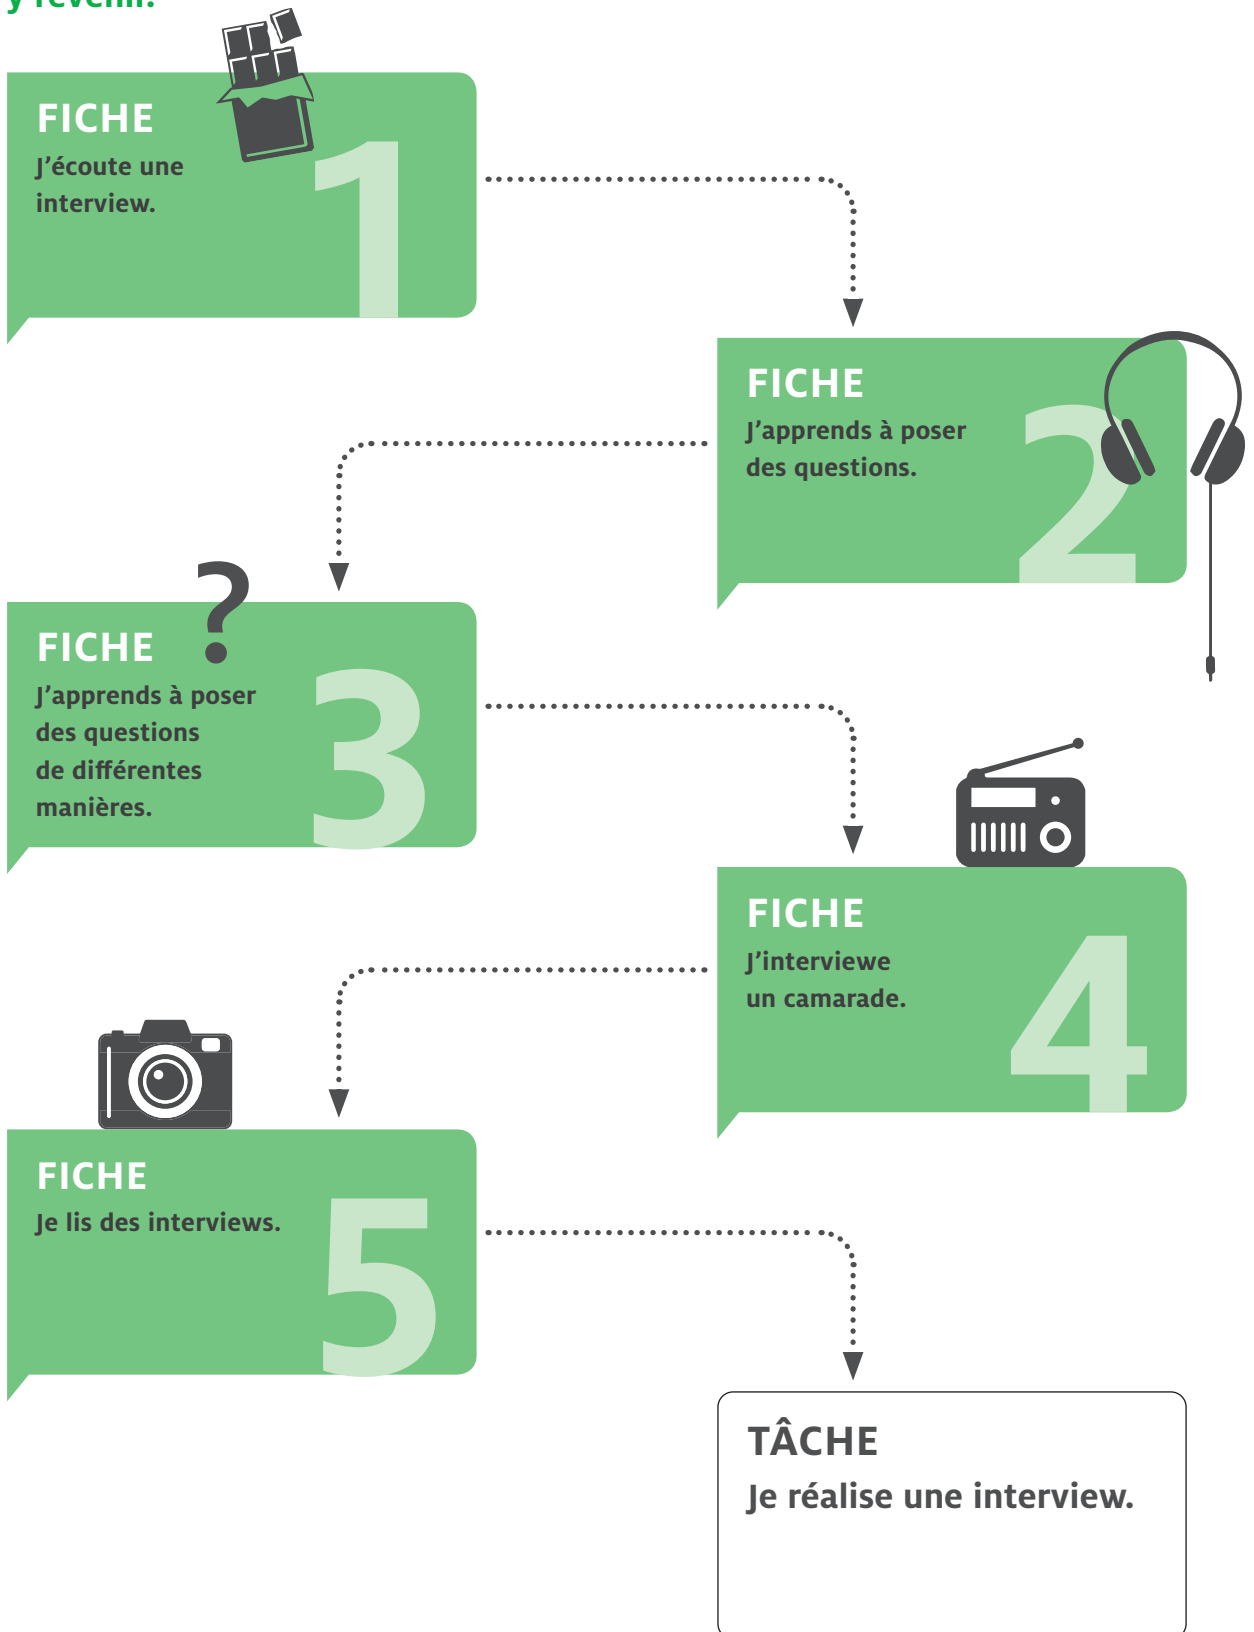 y revenir.
FICHE
1
J’écoute une
interview.
FICHE
2
J’apprends à poser
des questions.
?
FICHE
3
J’apprends à poser
des questions
de différentes
manières.
FICHE
4
J’interviewe
un camarade.
FICHE
5
Je lis des interviews.
TÂCHE
Je réalise une interview.